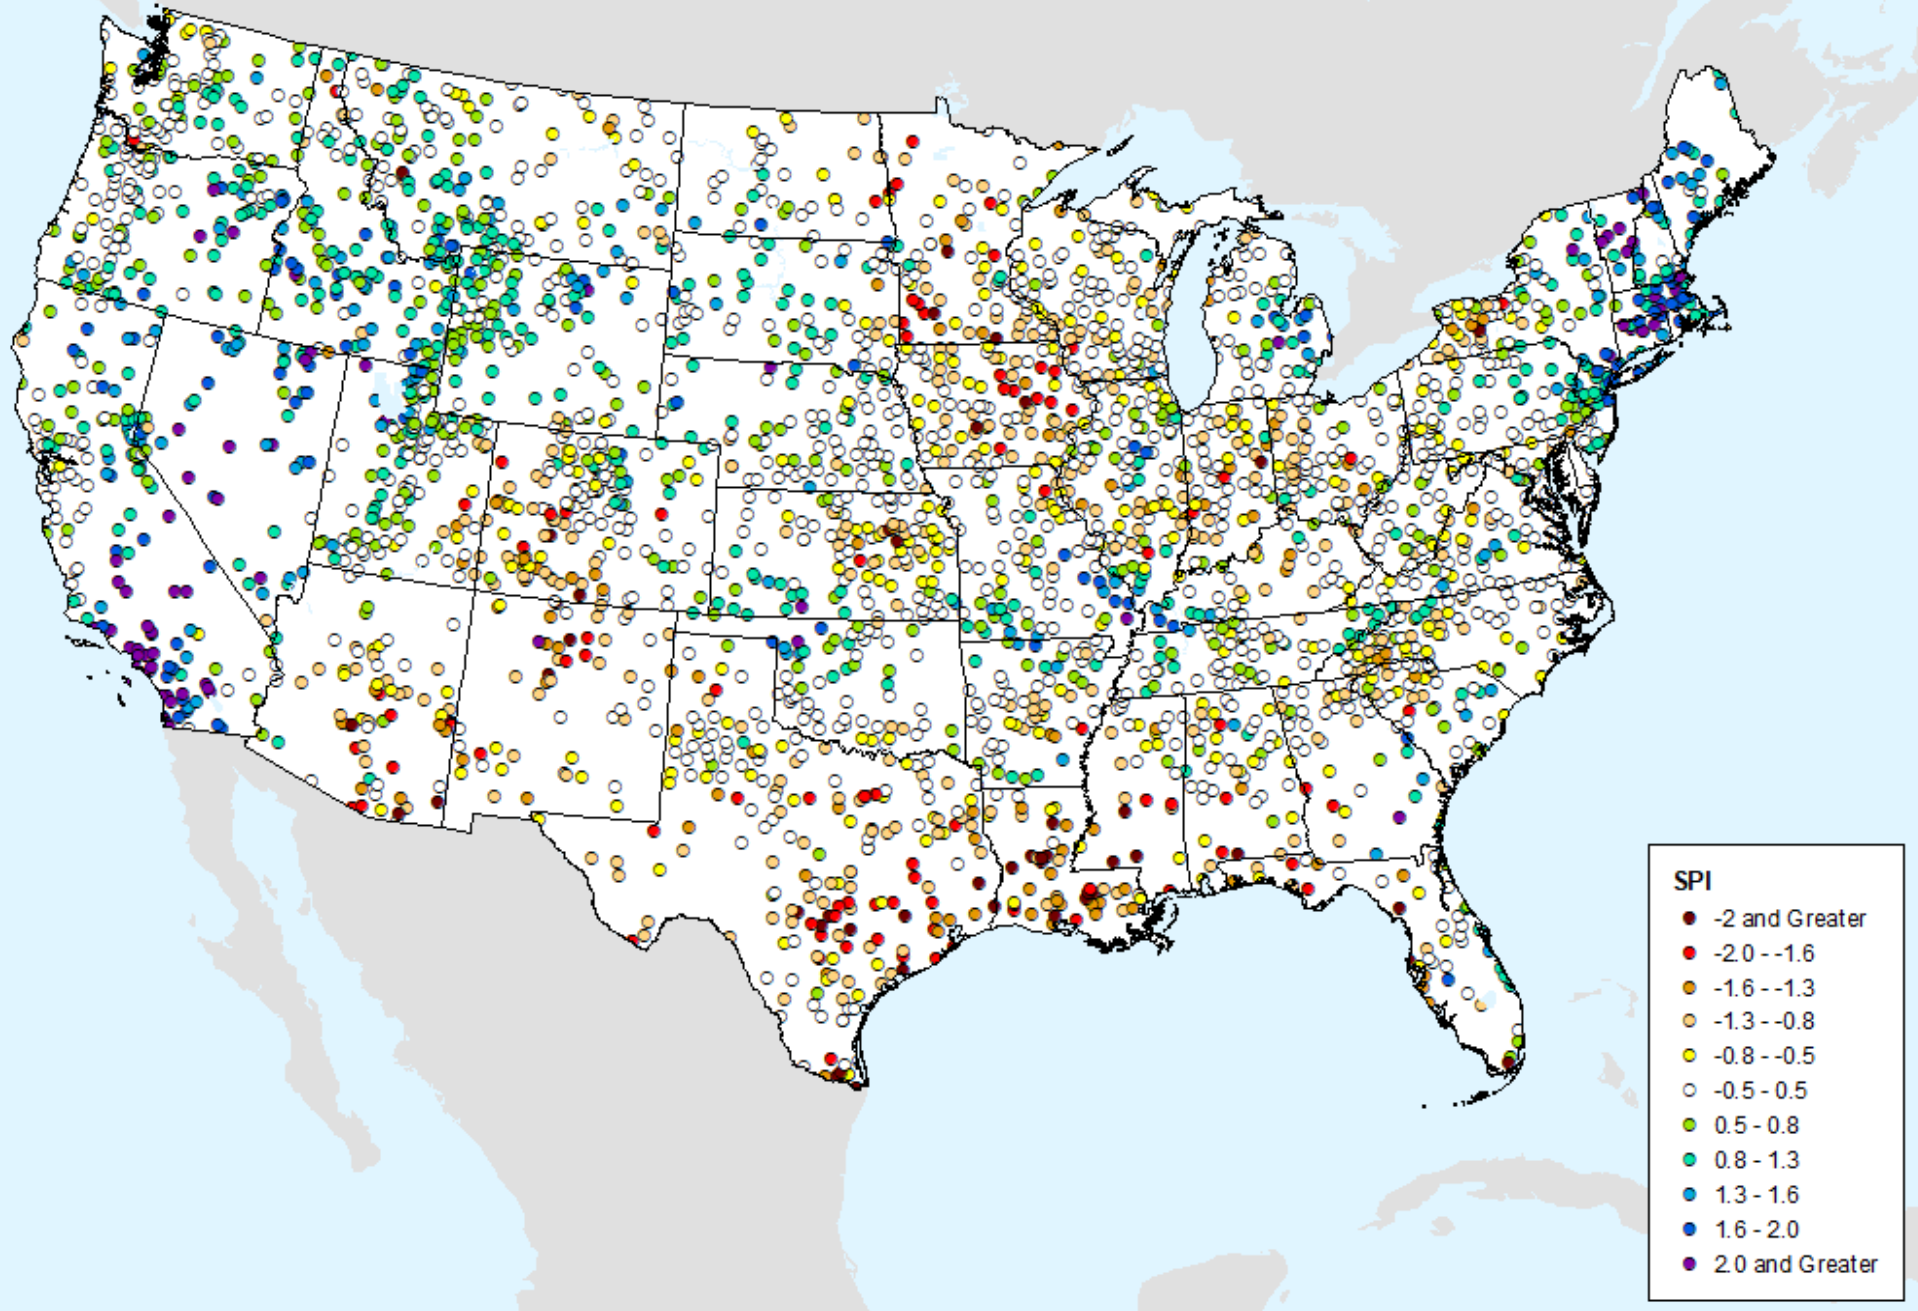 SPI
-2 and Greater
-2.0 - -1.6
-1.6 - -1.3
-1.3 - -0.8
-0.8 - -0.5
-0.5 - 0.5
0.5 - 0.8
0.8 - 1.3
1.3 - 1.6
1.6 - 2.0
2.0 and Greater